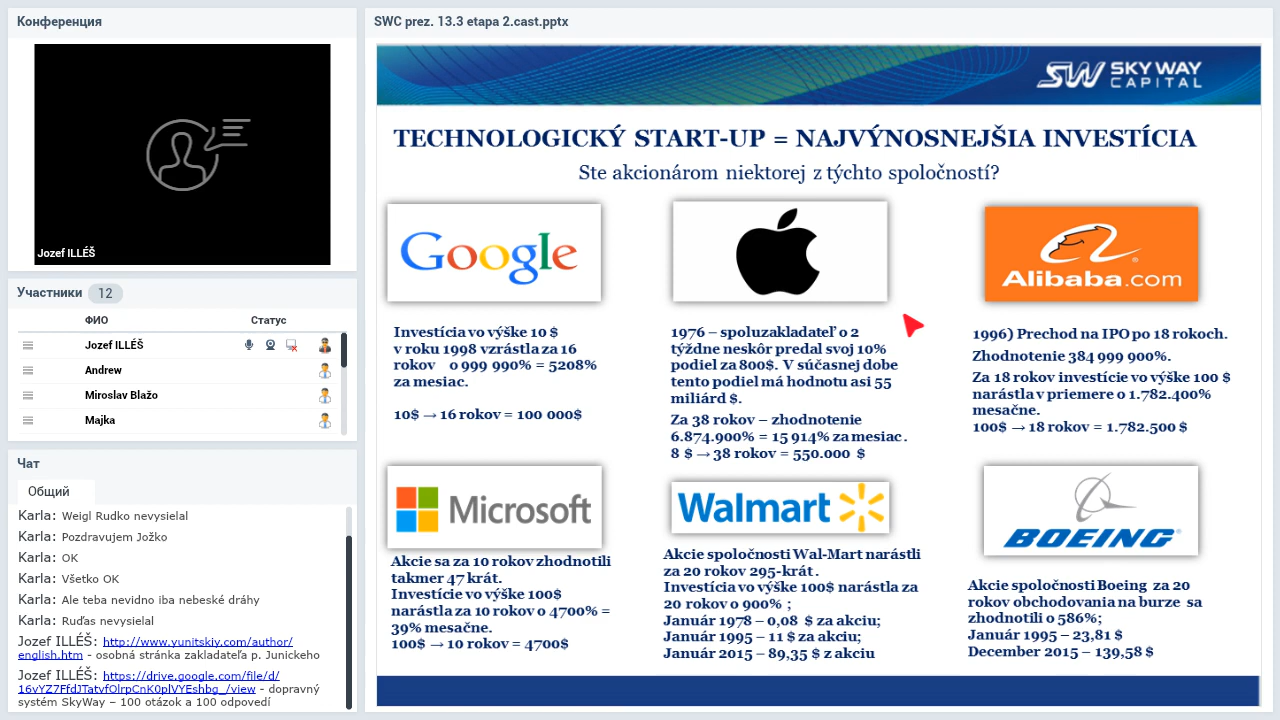 Конференция
Jozef ILLÉŠ
Участники 12
ФИО Статус
Jozef ILLÉŠ
Andrew
Miroslav Blažo
Majka
Чат
Общий
Karla: Weigl Rudko nevysielal
Karla: Pozdravujem Jožko
Karla: OK
Karla: Všetko OK
Karla: Ale teba nevidno iba nebeské dráhy
Karla: Ruďas nevysielal
Jozef ILLÉŠ: http://www.yunitskiy.com/author/
english.htm - osobná stránka zakladateľa p. Junickeho
Jozef ILLÉŠ: https://drive.google.com/file/d/
16vYZ7FfdJTatvfOlrpCnK0plVYEshbg_/view - dopravný
systém SkyWay – 100 otázok a 100 odpovedí
SWC prez. 13.3 etapa 2.cast.pptx
SW SKY WAY
CAPITAL
TECHNOLOGICKÝ START-UP = NAJVÝNOSNEJŠIA INVESTÍCIA
Ste akcionárom niektorej z týchto spoločností?
Google
Investícia vo výške 10 $
v roku 1998 vzrástla za 16
rokov o 999 990% = 5208%
za mesiac.
10$ → 16 rokov = 100 000$
1976 – spoluzakladateľ o 2
týždne neskôr predal svoj 10%
podiel za 800$. V súčasnej dobe
tento podiel má hodnotu asi 55
miliárd $.
Za 38 rokov – zhodnotenie
6.874.900% = 15 914% za mesiac.
8 $ → 38 rokov = 550.000 $
Alibaba.com
1996) Prechod na IPO po 18 rokoch.
Zhodnotenie 384 999 900%.
Za 18 rokov investície vo výške 100 $
narástla v priemere o 1.782.400%
mesačne.
100$ → 18 rokov = 1.782.500 $
Microsoft
Akcie sa za 10 rokov zhodnotili
takmer 47 krát.
Investície vo výške 100$
narástla za 10 rokov o 4700% =
39% mesačne.
100$ → 10 rokov = 4700$
Walmart
Akcie spoločnosti Wal-Mart narástli
za 20 rokov 295-krát.
Investícia vo výške 100$ narástla za
20 rokov o 900% ;
Január 1978 – 0,08 $ za akciu;
Január 1995 – 11 $ za akciu;
Január 2015 – 89,35 $ z akciu
BOEING
Akcie spoločnosti Boeing za 20
rokov obchodovania na burze sa
zhodnotili o 586%;
Január 1995 – 23,81 $
December 2015 – 139,58 $